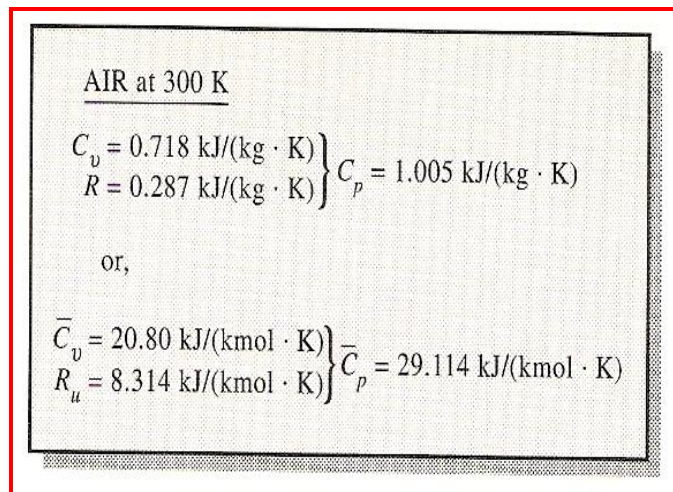 AIR at 300 K
C_v = 0.718 kJ/(kg · K)
R = 0.287 kJ/(kg · K)
} C_p = 1.005 kJ/(kg · K)
or,
C̅_v = 20.80 kJ/(kmol · K)
R_u = 8.314 kJ/(kmol · K)
} C̅_p = 29.114 kJ/(kmol · K)